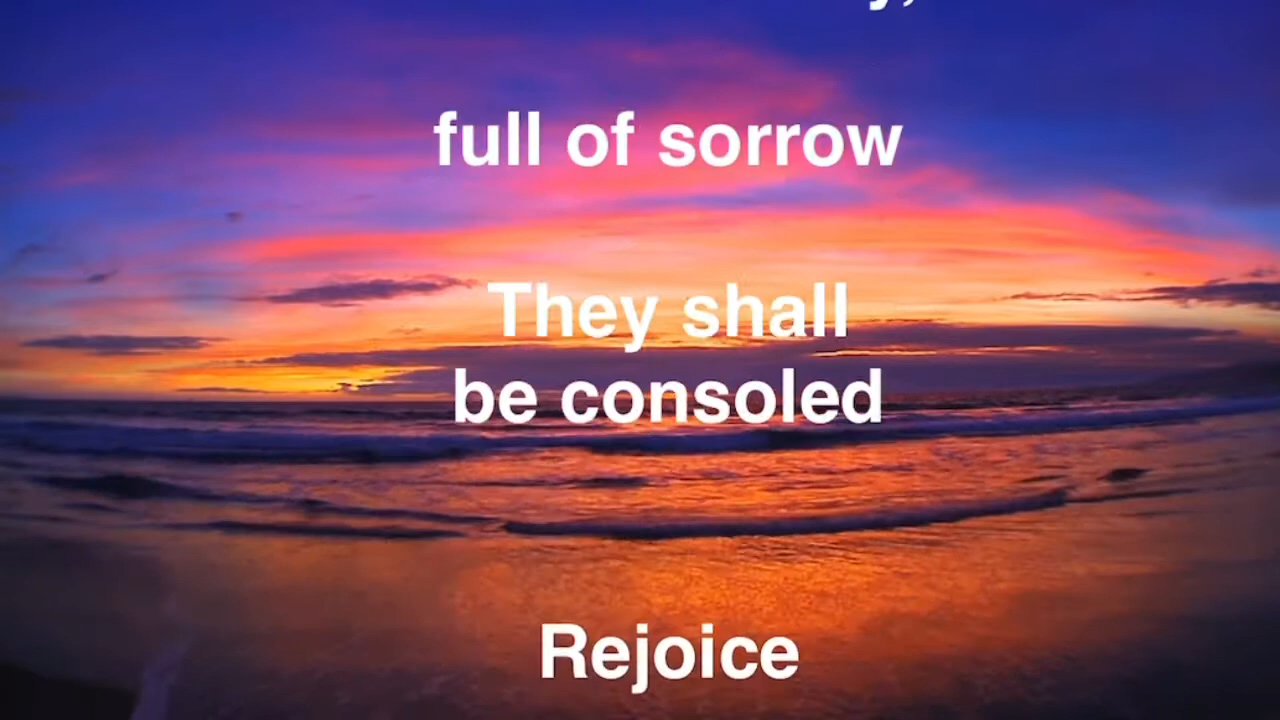 full of sorrow
They shall
be consoled
Rejoice